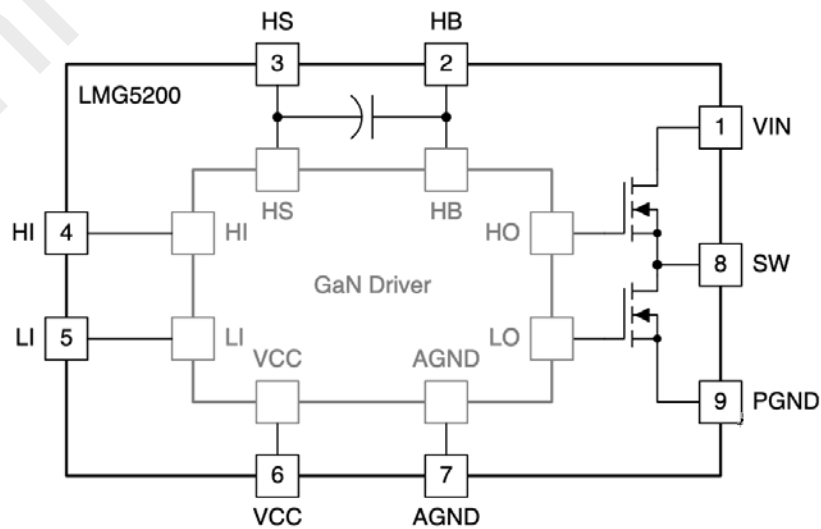 HS HB
3 2
LMG5200
1 VIN
HS HB
HI 4 HI HO
8 SW
GaN Driver
LI 5 LI LO
VCC AGND
9 PGND
6 7
VCC AGND